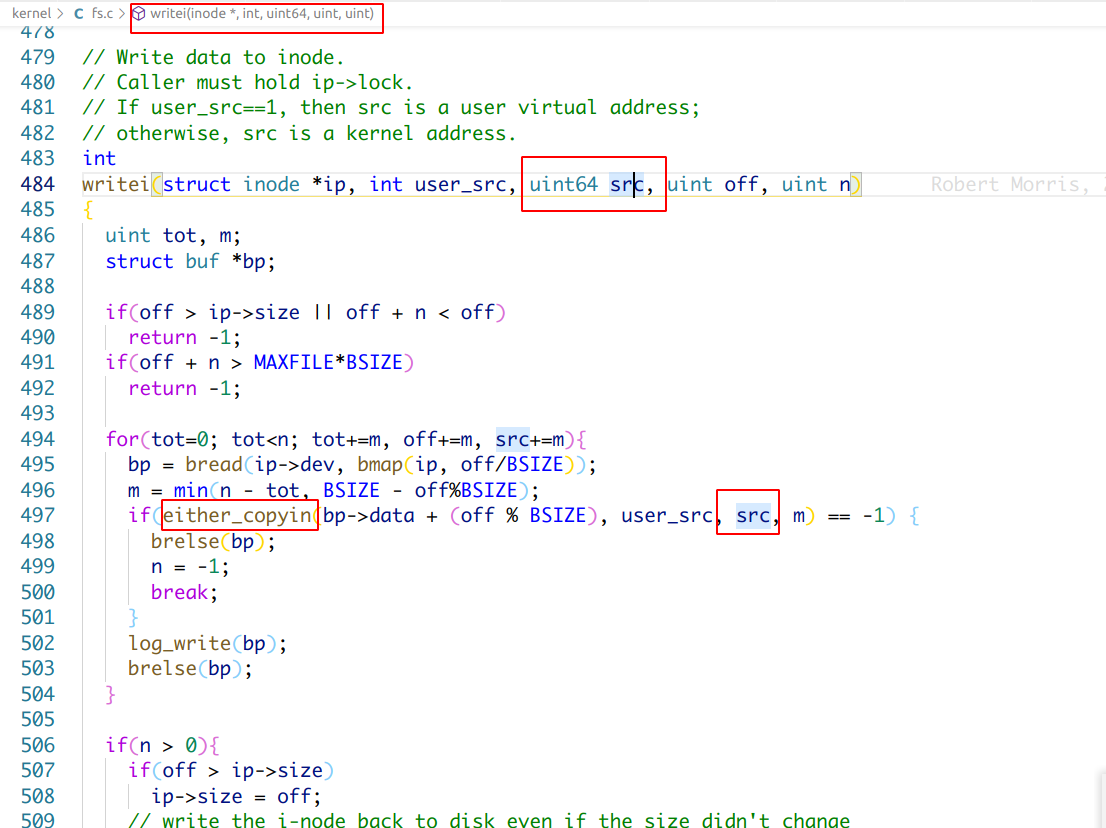 kernel > C fs.c > writei(inode *, int, uint64, uint, uint)
478
479 // Write data to inode.
480 // Caller must hold ip->lock.
481 // If user_src==1, then src is a user virtual address;
482 // otherwise, src is a kernel address.
483 int
484 writei(struct inode *ip, int user_src, uint64 src, uint off, uint n) Robert Morris,
485 {
486 uint tot, m;
487 struct buf *bp;
488
489 if(off > ip->size || off + n < off)
490 return -1;
491 if(off + n > MAXFILE*BSIZE)
492 return -1;
493
494 for(tot=0; tot<n; tot+=m, off+=m, src+=m){
495 bp = bread(ip->dev, bmap(ip, off/BSIZE));
496 m = min(n - tot, BSIZE - off%BSIZE);
497 if(either_copyin(bp->data + (off % BSIZE), user_src, src, m) == -1) {
498 brelse(bp);
499 n = -1;
500 break;
501 }
502 log_write(bp);
503 brelse(bp);
504 }
505
506 if(n > 0){
507 if(off > ip->size)
508 ip->size = off;
509 // write the i-node back to disk even if the size didn't change